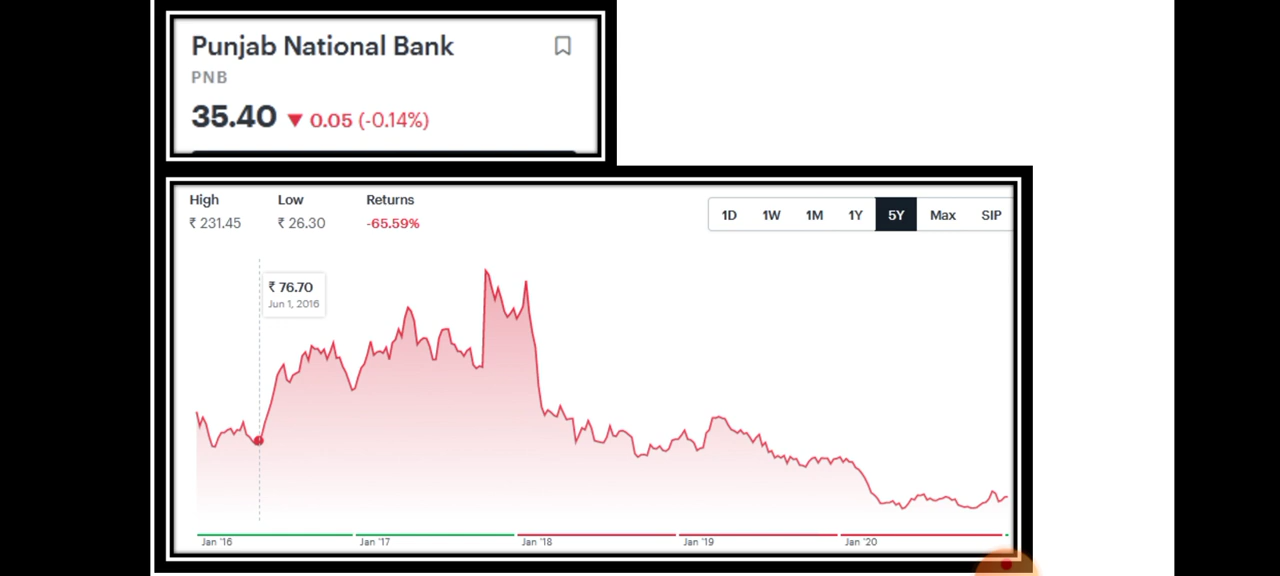 Punjab National Bank
PNB
35.40 ▼ 0.05 (-0.14%)
High Low Returns
₹ 231.45 ₹ 26.30 -65.59%
1D 1W 1M 1Y 5Y Max SIP
₹ 76.70
Jun 1, 2016
Jan '16 Jan '17 Jan '18 Jan '19 Jan '20